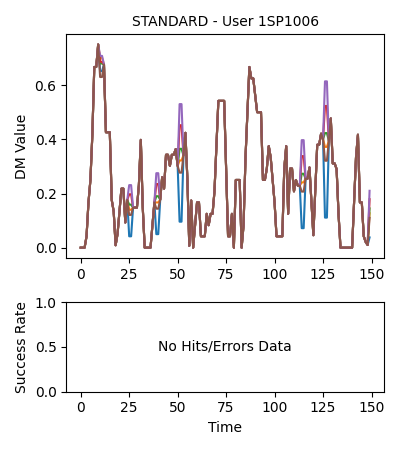 STANDARD - User 1SP1006
DM Value
0.6
0.4
0.2
0.0
0 25 50 75 100 125 150
Success Rate
1.0
0.5
0.0
No Hits/Errors Data
0 25 50 75 100 125 150
Time